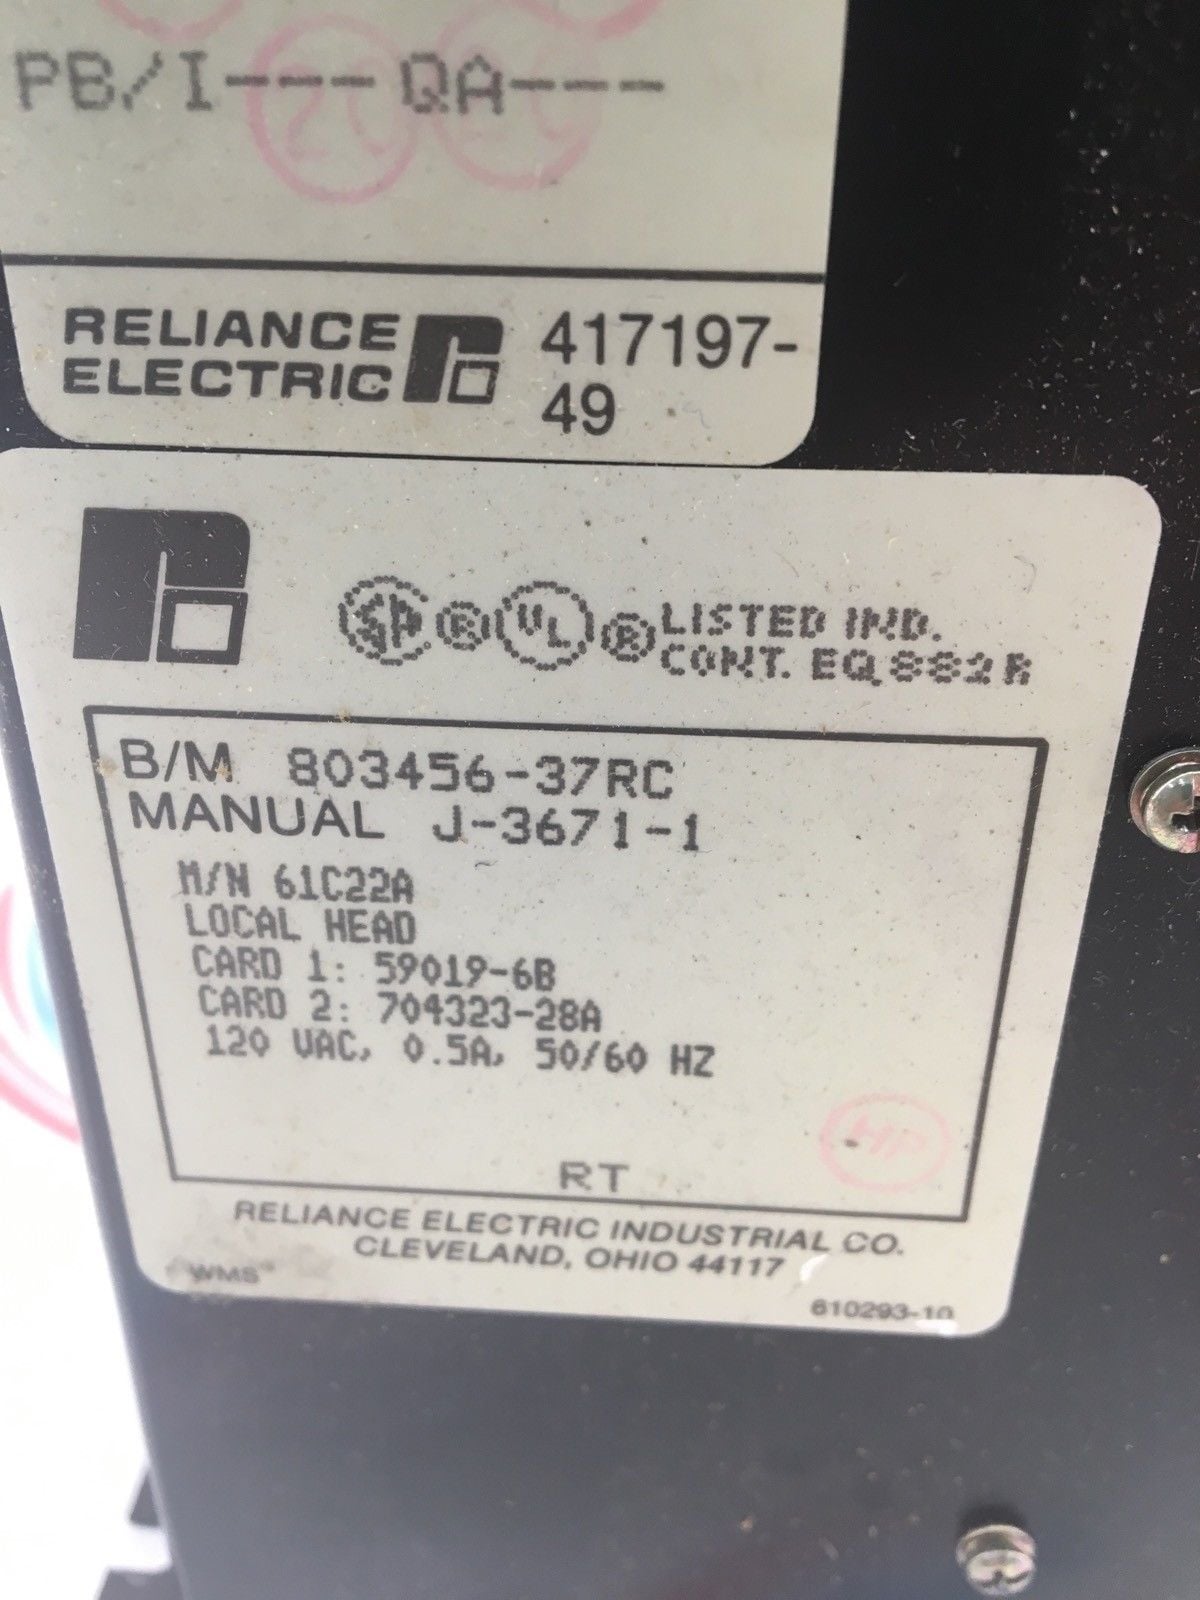 PB/I--- QA---
RELIANCE
ELECTRIC
417197-
49
LISTED IND.
CONT. EQ 882R
B/M 803456-37RC
MANUAL J-3671-1
M/N 61C22A
LOCAL HEAD
CARD 1: 59019-6B
CARD 2: 704323-28A
120 VAC, 0.5A, 50/60 HZ
RT
RELIANCE ELECTRIC INDUSTRIAL CO.
CLEVELAND, OHIO 44117
WMS
610293-10